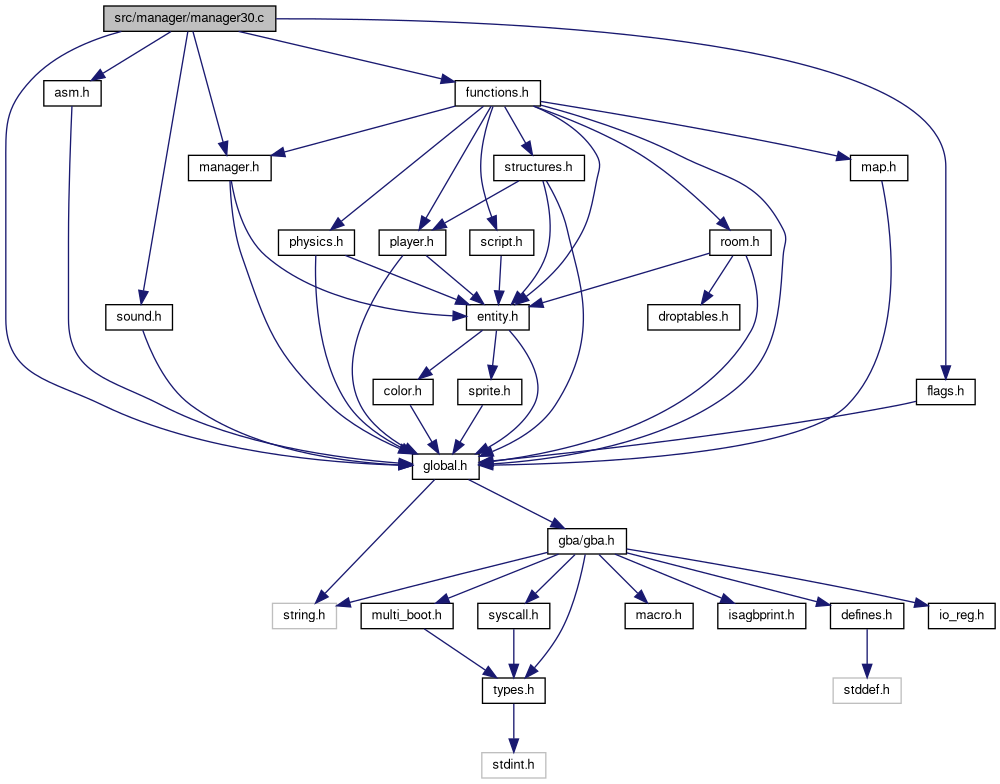 src/manager/manager30.c
asm.h
functions.h
manager.h
structures.h
map.h
physics.h
player.h
script.h
room.h
sound.h
entity.h
droptables.h
color.h
sprite.h
flags.h
global.h
gba/gba.h
string.h
multi_boot.h
syscall.h
macro.h
isagbprint.h
defines.h
io_reg.h
types.h
stddef.h
stdint.h